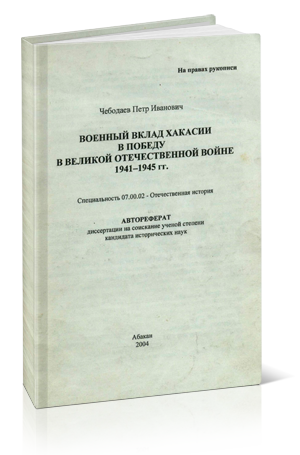 На правах рукописи
Чебодаев Петр Иванович
ВОЕННЫЙ ВКЛАД ХАКАСИИ
В ПОБЕДУ
В ВЕЛИКОЙ ОТЕЧЕСТВЕННОЙ ВОЙНЕ
1941–1945 гг.
Специальность 07.00.02 - Отечественная история
АВТОРЕФЕРАТ
диссертации на соискание ученой степени
кандидата исторических наук
Абакан
2004